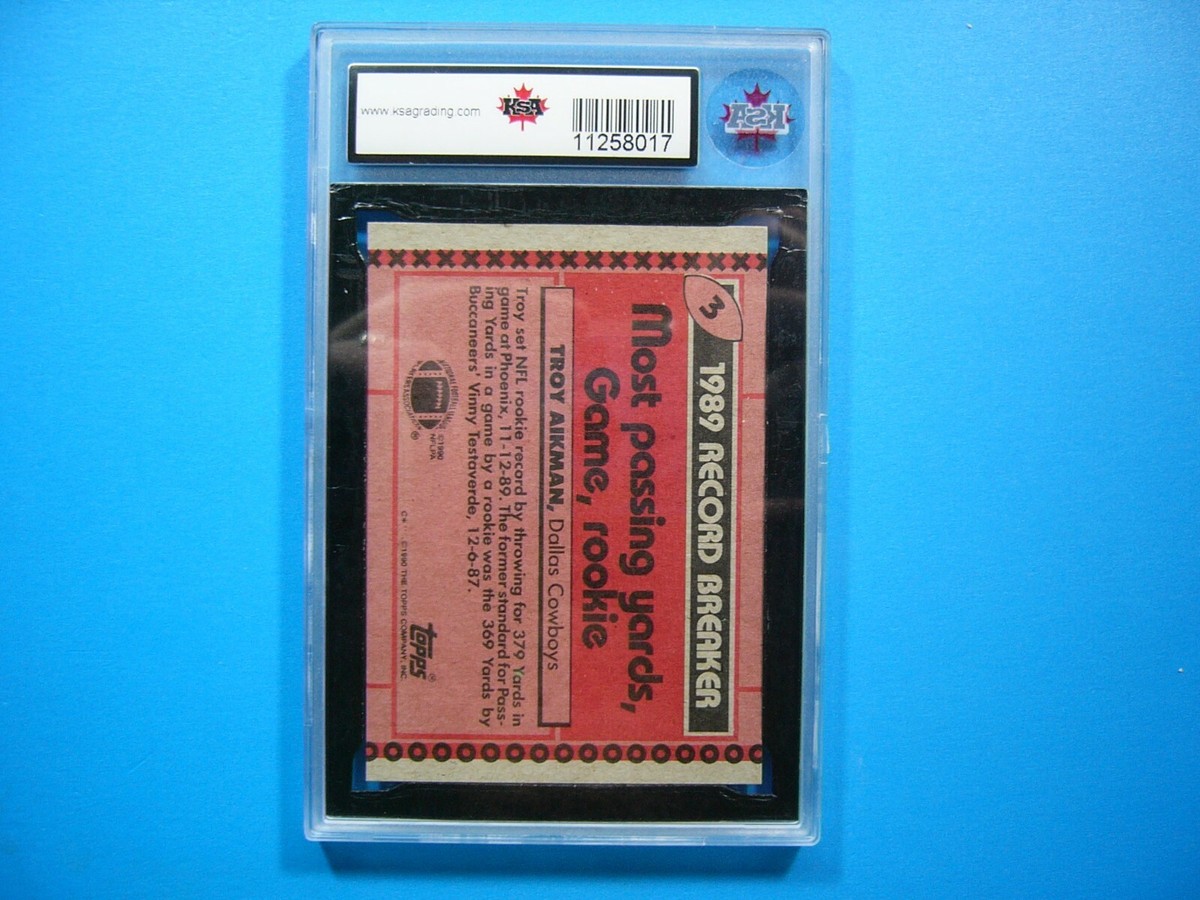 www.ksagrading.com
KSA
11258017
KSA
3
1989 RECORD BREAKER
Most passing yards,
Game, rookie
TROY AIKMAN, Dallas Cowboys
Troy set NFL rookie record by throwing for 379 Yards in
game at Phoenix, 11-12-89. The former standard for Pass-
ing Yards in a game by a rookie was the 369 Yards by
Buccaneers' Vinny Testaverde, 12-6-87.
©1990
NFLPA
topps®
C* ©1990 THE TOPPS COMPANY, INC.